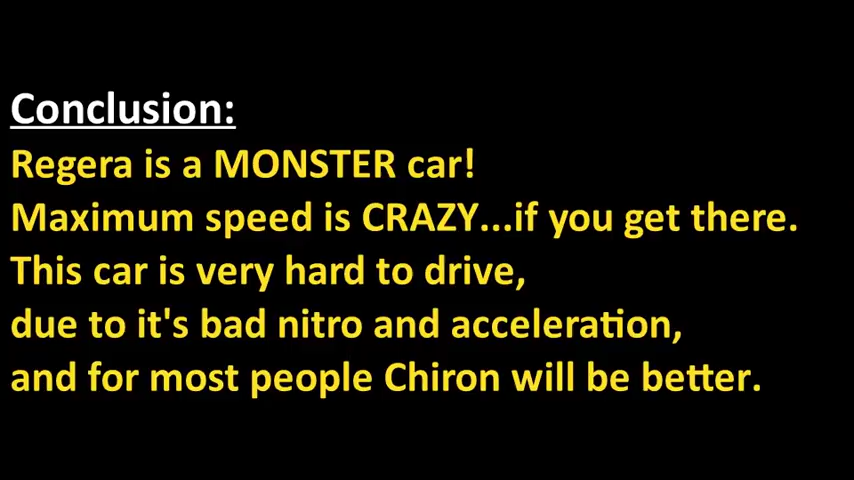 Conclusion:
Regera is a MONSTER car!
Maximum speed is CRAZY...if you get there.
This car is very hard to drive,
due to it's bad nitro and acceleration,
and for most people Chiron will be better.